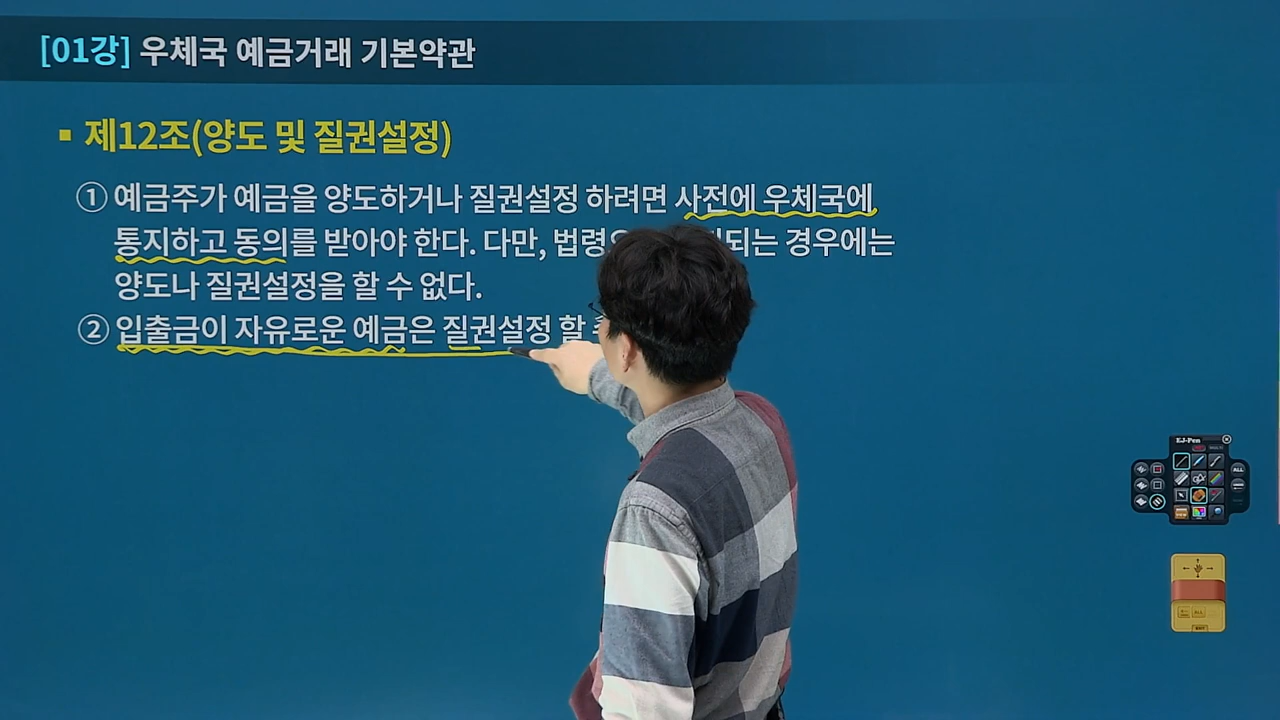 [01강] 우체국 예금거래 기본약관
▪ 제12조(양도 및 질권설정)
① 예금주가 예금을 양도하거나 질권설정 하려면 사전에 우체국에
통지하고 동의를 받아야 한다. 다만, 법령 되는 경우에는
양도나 질권설정을 할 수 없다.
② 입출금이 자유로운 예금은 질권설정 할
EJ-Pen
ALL